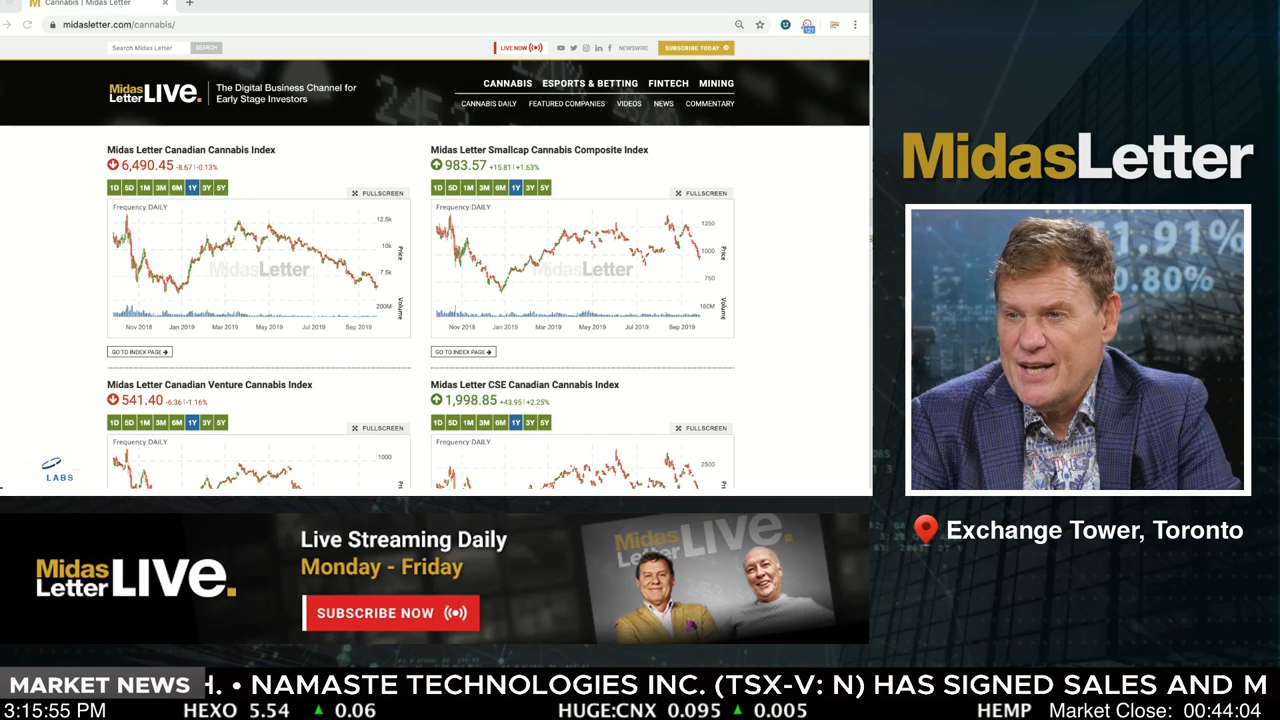 Cannabis | Midas Letter
midasletter.com/cannabis/
121
Search Midas Letter
SEARCH
LIVE NOW
NEWSWIRE
SUBSCRIBE TODAY
Midas Letter LIVE.
The Digital Business Channel for
Early Stage Investors
CANNABIS ESPORTS & BETTING FINTECH MINING
CANNABIS DAILY FEATURED COMPANIES VIDEOS NEWS COMMENTARY
Midas Letter Canadian Cannabis Index
6,490.45 -8.67 | -0.13%
1D 5D 1M 3M 6M 1Y 3Y 5Y
FULLSCREEN
Frequency:DAILY
12.5k
10k
7.5k
Price
MidasLetter
200M
Volume
Nov 2018 Jan 2019 Mar 2019 May 2019 Jul 2019 Sep 2019
GO TO INDEX PAGE
Midas Letter Smallcap Cannabis Composite Index
983.57 +15.81 | +1.63%
1D 5D 1M 3M 6M 1Y 3Y 5Y
FULLSCREEN
Frequency:DAILY
1250
1000
750
Price
MidasLetter
160M
Volume
Nov 2018 Jan 2019 Mar 2019 May 2019 Jul 2019 Sep 2019
GO TO INDEX PAGE
Midas Letter Canadian Venture Cannabis Index
541.40 -6.36 | -1.16%
1D 5D 1M 3M 6M 1Y 3Y 5Y
FULLSCREEN
Frequency:DAILY
1000
LABS
Midas Letter CSE Canadian Cannabis Index
1,998.85 +43.95 | +2.25%
1D 5D 1M 3M 6M 1Y 3Y 5Y
FULLSCREEN
Frequency:DAILY
2500
MidasLetter
1.91%
0.80%
Exchange Tower, Toronto
Midas Letter LIVE.
Live Streaming Daily
Monday - Friday
SUBSCRIBE NOW
Midas Letter LIVE.
MARKET NEWS
H. • NAMASTE TECHNOLOGIES INC. (TSX-V: N) HAS SIGNED SALES AND M
3:15:55 PM
HEXO 5.54 0.06
HUGE:CNX 0.095 0.005
HEMP
Market Close: 00:44:04